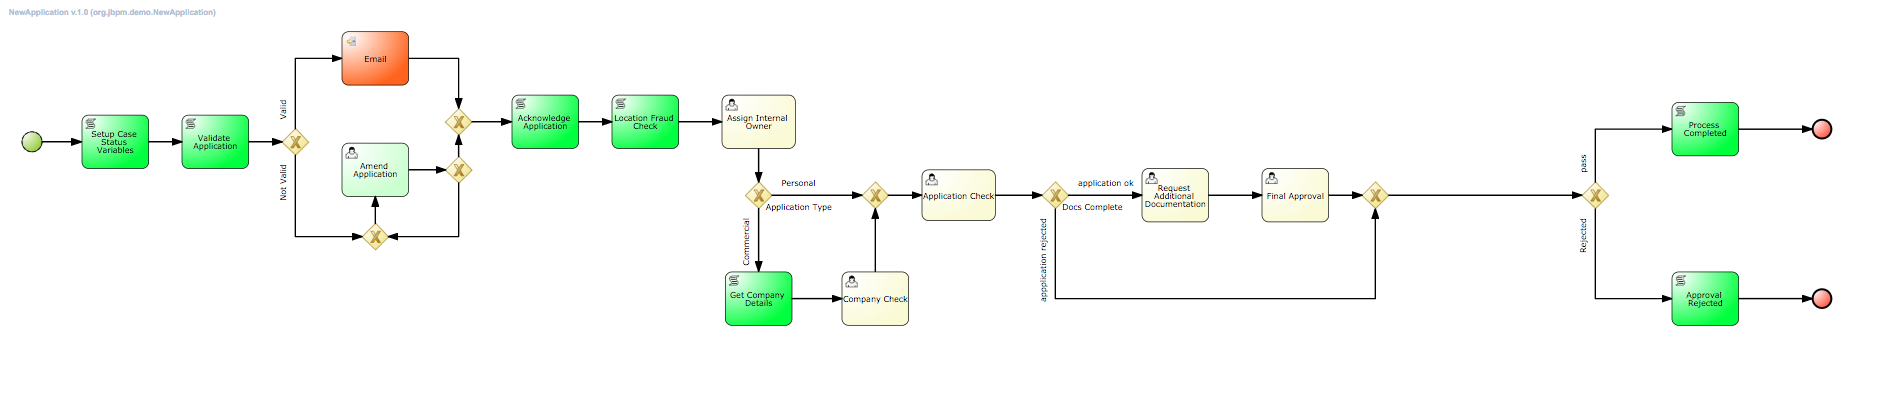 NewApplication v.1.0 (org.jbpm.demo.NewApplication)
Setup Case
Status
Variables
Validate
Application
Valid
Not Valid
Email
Amend
Application
Acknowledge
Application
Location Fraud
Check
Assign Internal
Owner
Personal
Application Type
Commercial
Get Company
Details
Company Check
Application Check
application ok
Docs Complete
appplication rejected
Request
Additional
Documentation
Final Approval
pass
Rejected
Process
Completed
Approval
Rejected